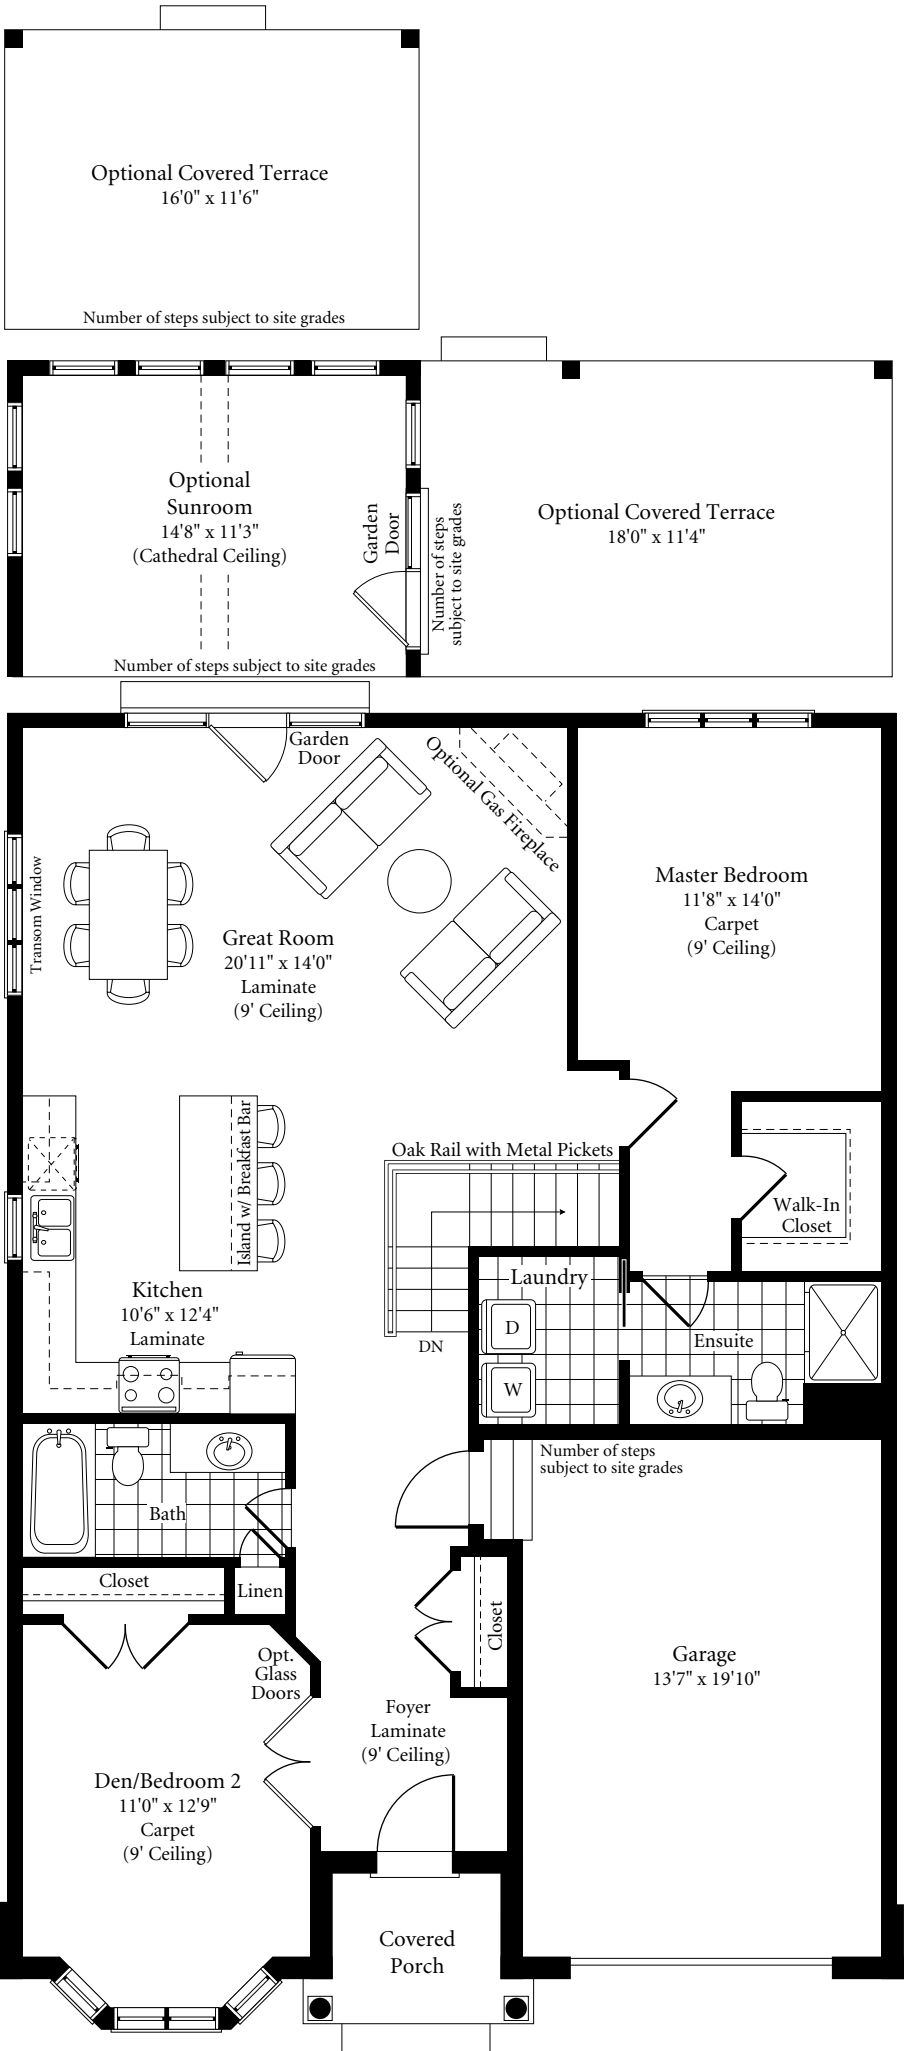 Optional Covered Terrace
16'0" x 11'6"
Number of steps subject to site grades
Optional
Sunroom
14'8" x 11'3"
(Cathedral Ceiling)
Garden
Door
Number of steps
subject to site grades
Optional Covered Terrace
18'0" x 11'4"
Number of steps subject to site grades
Garden
Door
Optional Gas Fireplace
Transom Window
Great Room
20'11" x 14'0"
Laminate
(9' Ceiling)
Master Bedroom
11'8" x 14'0"
Carpet
(9' Ceiling)
Island w/ Breakfast Bar
Oak Rail with Metal Pickets
Walk-In
Closet
Kitchen
10'6" x 12'4"
Laminate
DN
Laundry
D
W
Ensuite
Number of steps
subject to site grades
Bath
Closet
Linen
Closet
Opt.
Glass
Doors
Garage
13'7" x 19'10"
Foyer
Laminate
(9' Ceiling)
Den/Bedroom 2
11'0" x 12'9"
Carpet
(9' Ceiling)
Covered
Porch